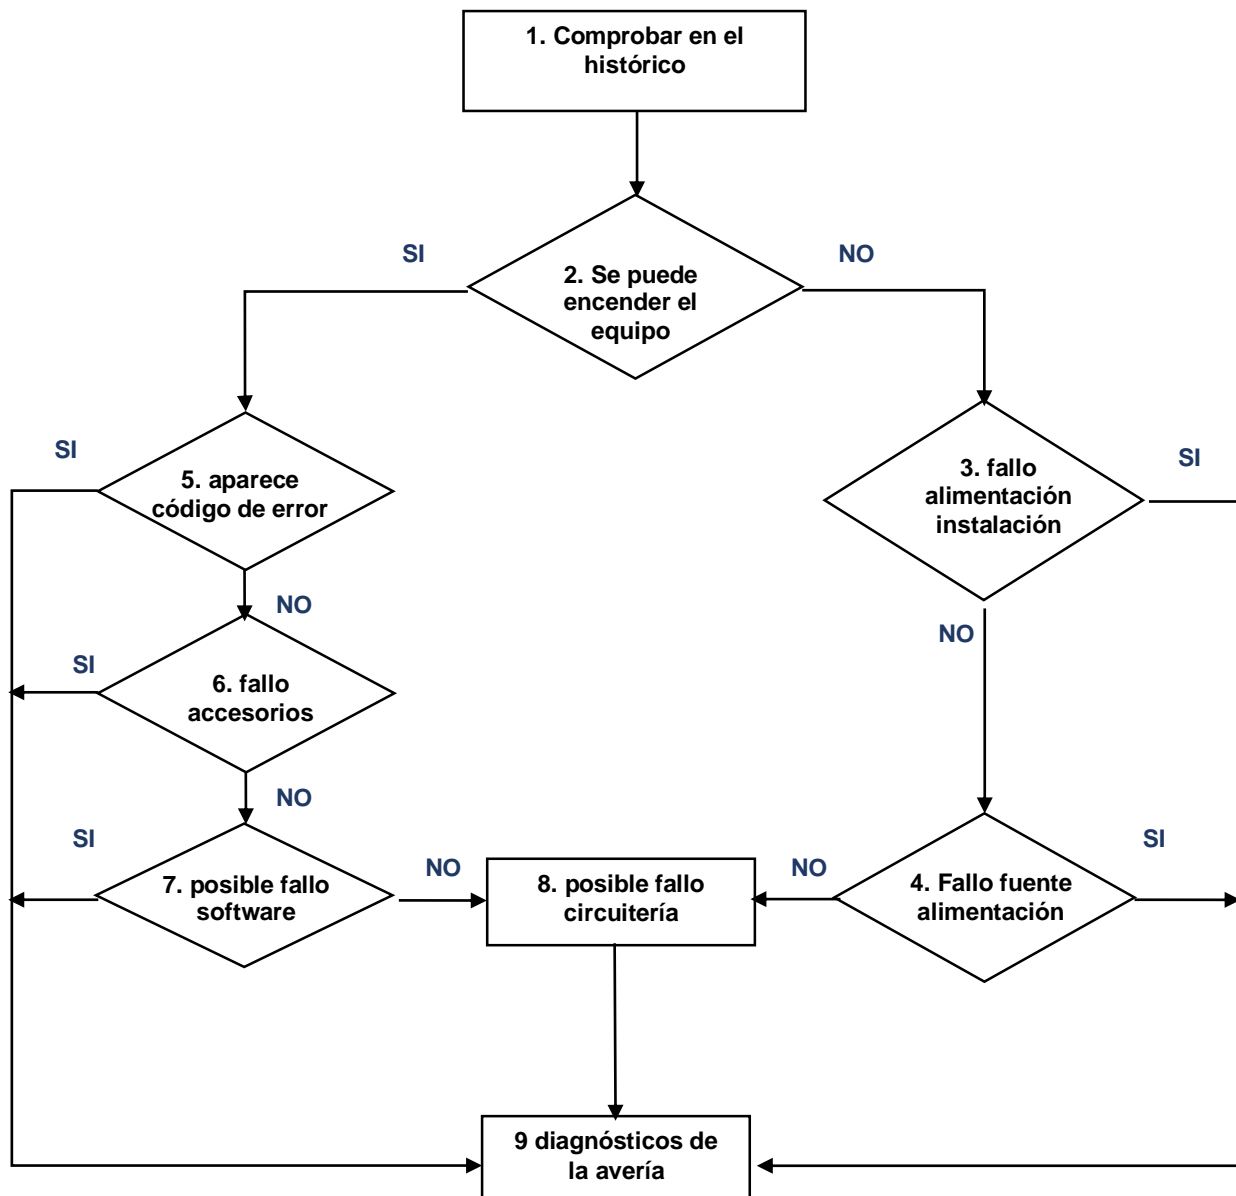 1. Comprobar en el
histórico
SI
NO
2. Se puede
encender el
equipo
SI
5. aparece
código de error
3. fallo
alimentación
instalación
SI
NO
NO
SI
6. fallo
accesorios
NO
SI
7. posible fallo
software
NO
8. posible fallo
circuitería
NO
4. Fallo fuente
alimentación
SI
9 diagnósticos de
la avería